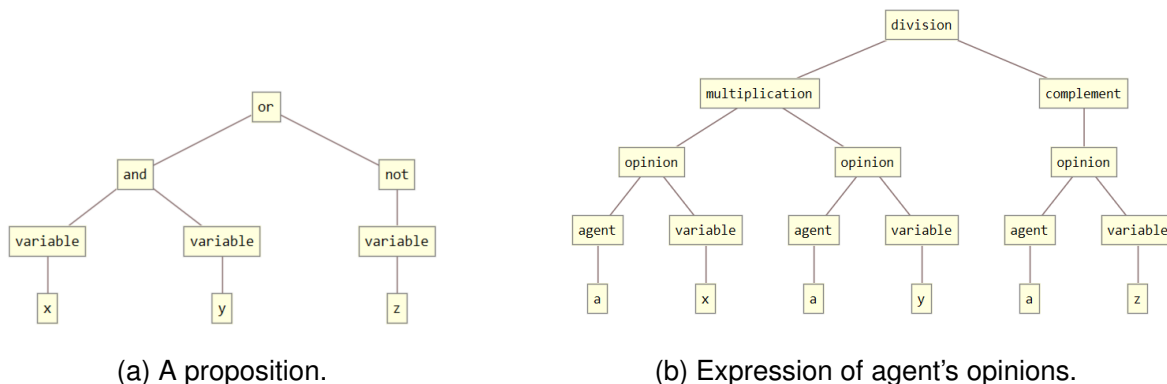 or
and not
variable variable variable
x y z
(a) A proposition.
division
multiplication complement
opinion opinion opinion
agent variable agent variable agent variable
a x a y a z
(b) Expression of agent's opinions.